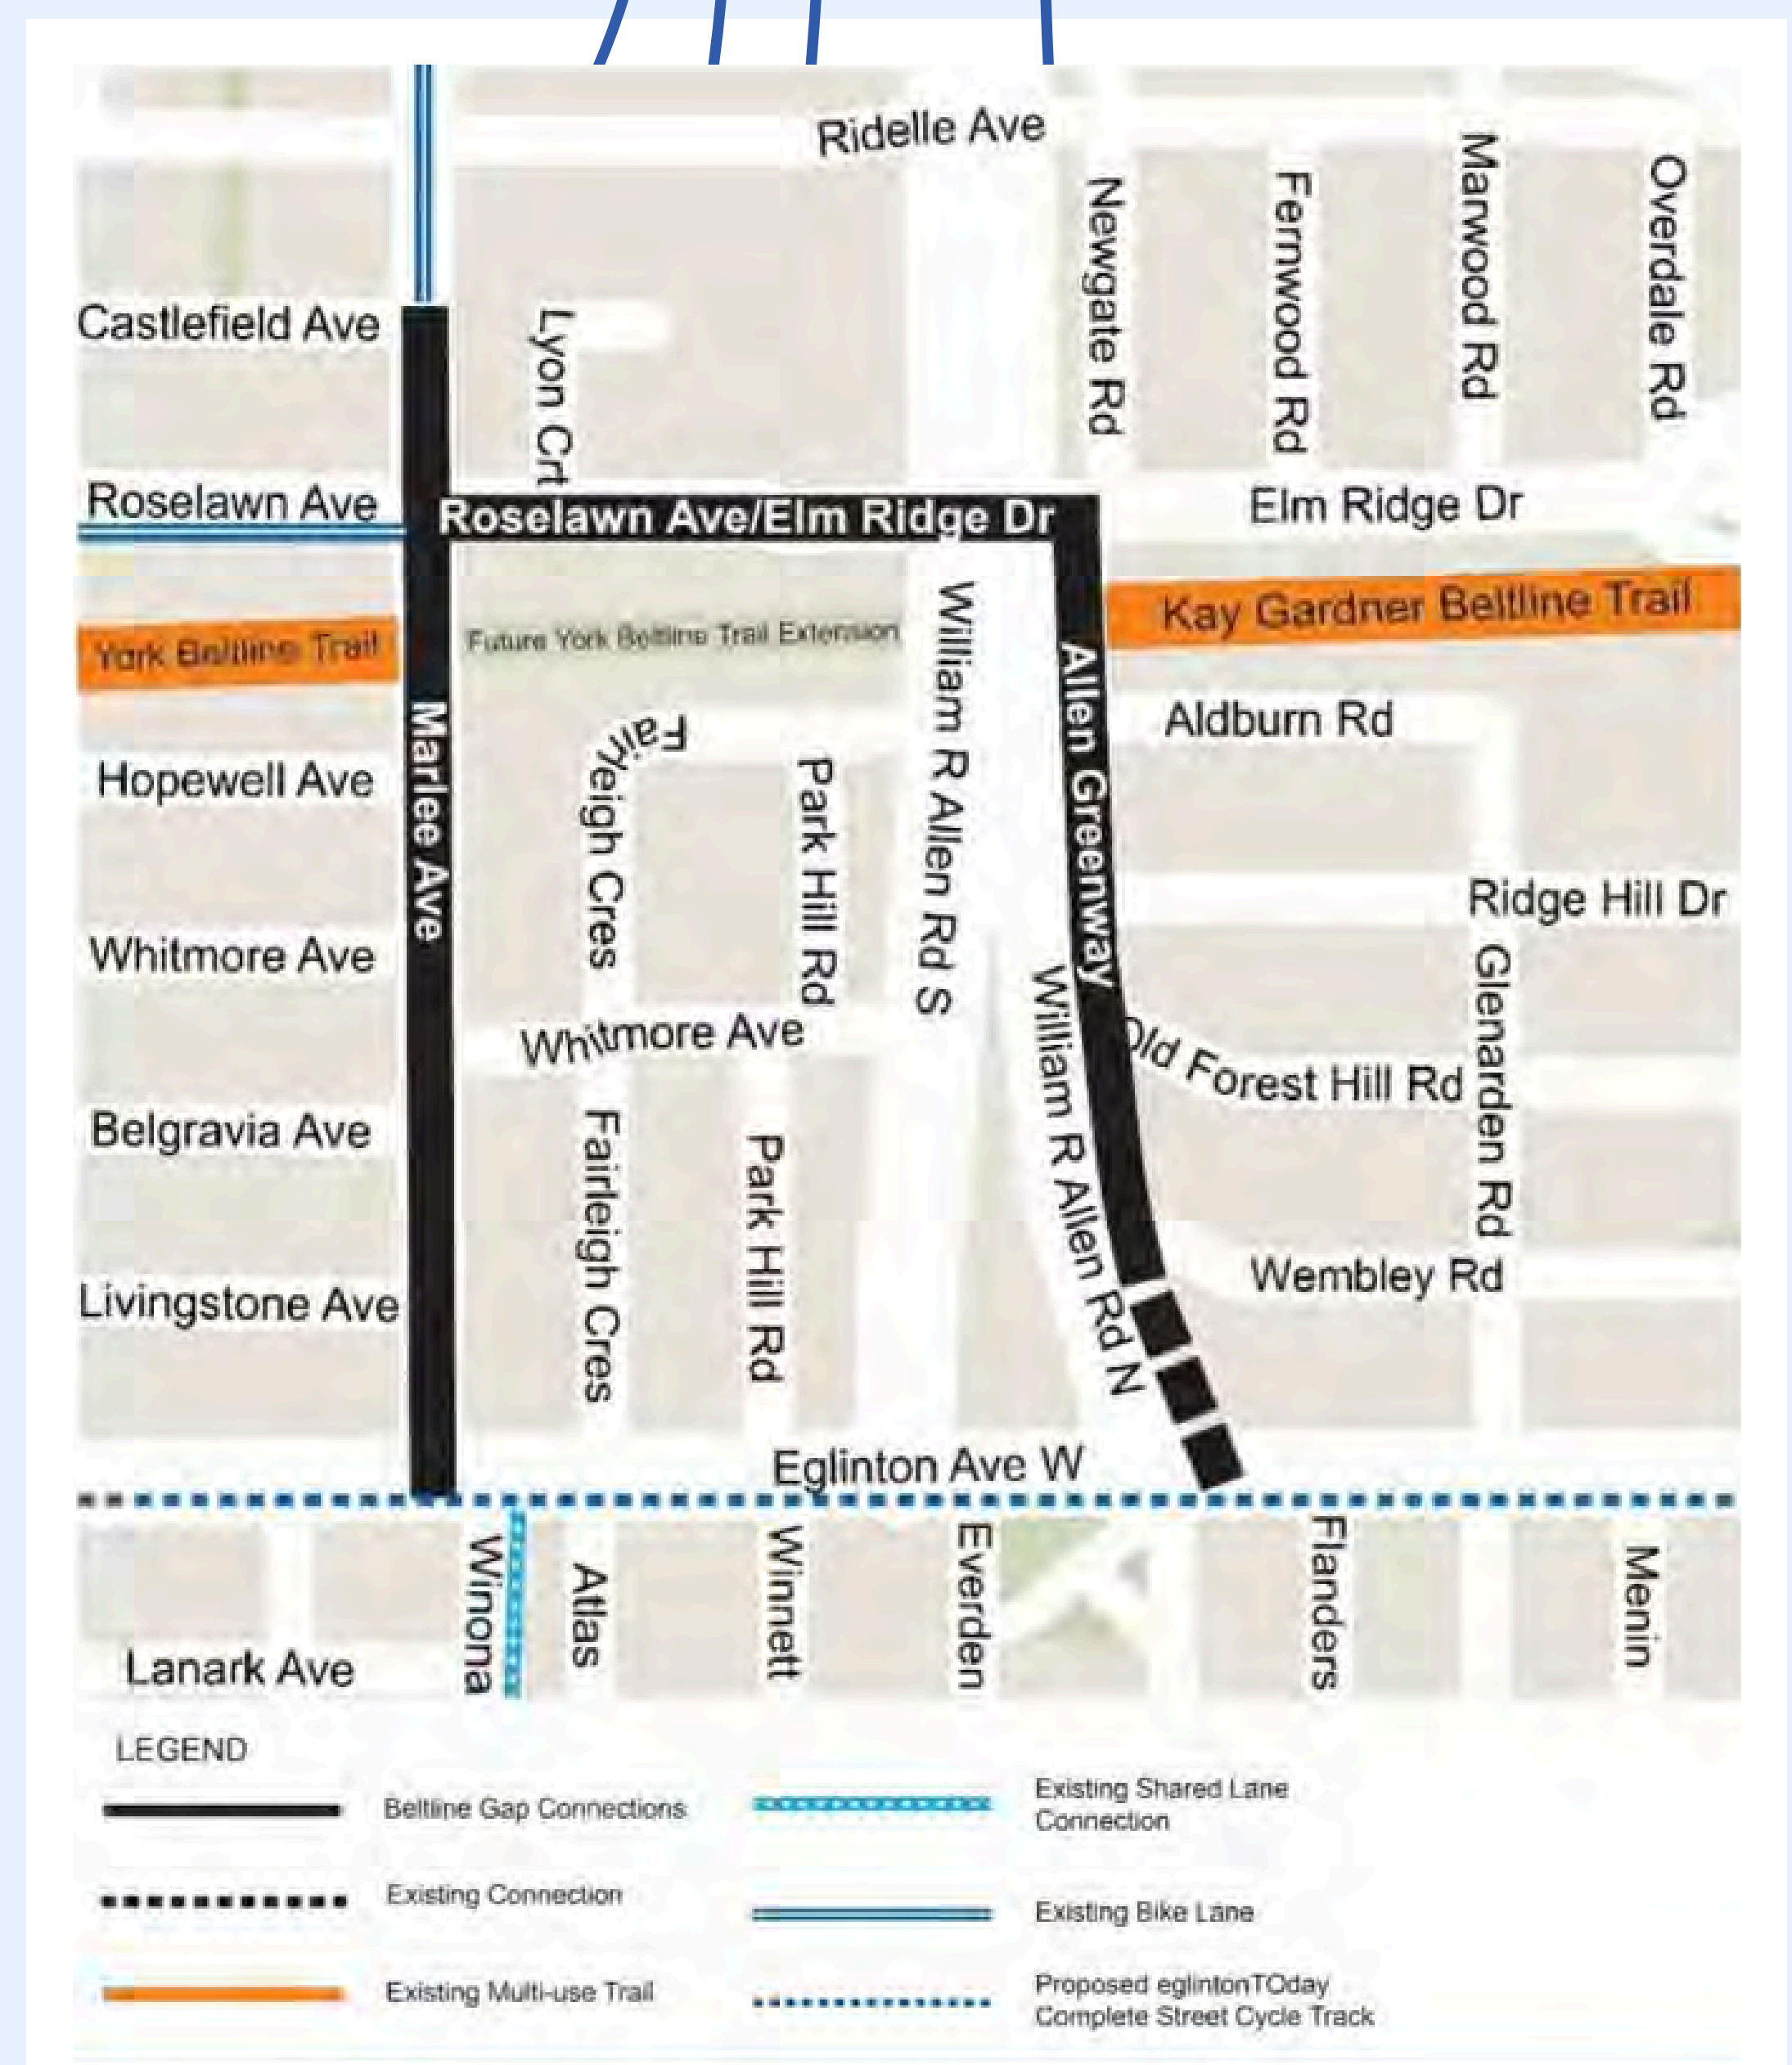 Ridelle Ave
Newgate Rd
Fernwood Rd
Marwood Rd
Overdale Rd
Castlefield Ave
Lyon Crt
Roselawn Ave
Roselawn Ave/Elm Ridge Dr
Elm Ridge Dr
York Beltline Trail
Future York Beltline Trail Extension
Kay Gardner Beltline Trail
Marlee Ave
Allen Greenway
William R Allen Rd S
Aldburn Rd
Hopewell Ave
Fairleigh Cres
Park Hill Rd
Ridge Hill Dr
Whitmore Ave
Whitmore Ave
William R Allen Rd N
Old Forest Hill Rd
Glenarden Rd
Belgravia Ave
Fairleigh Cres
Park Hill Rd
Wembley Rd
Livingstone Ave
Eglinton Ave W
Winona
Atlas
Winnett
Everden
Flanders
Menin
Lanark Ave
LEGEND
Beltline Gap Connections
Existing Connection
Existing Multi-use Trail
Existing Shared Lane
Connection
Existing Bike Lane
Proposed eglintonTOday
Complete Street Cycle Track